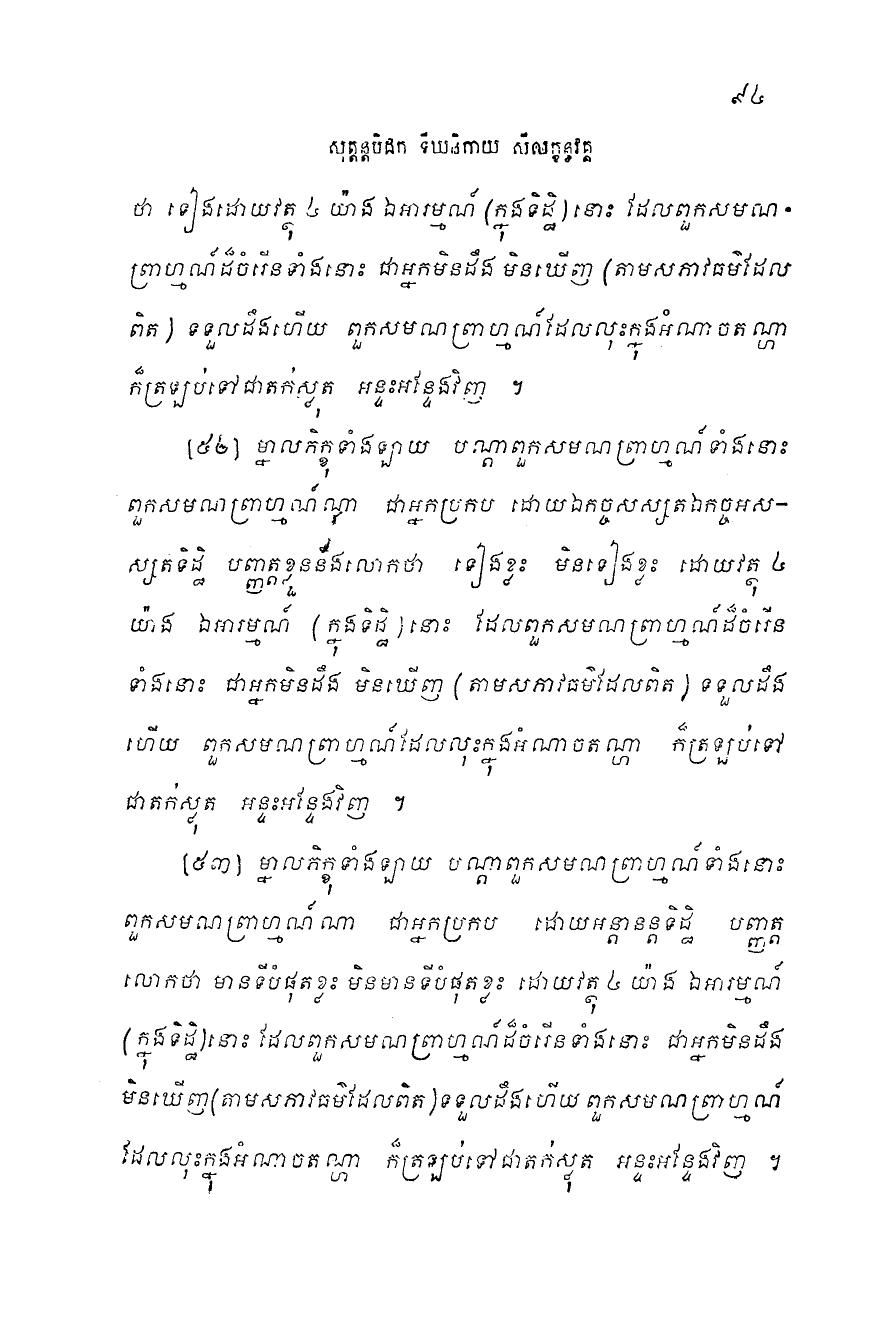 ៩៤
សុត្តន្តបិដក ទីឃនិកាយ សីលក្ខន្ធវគ្គ
ថា ទៀងដោយវត្ថុ ៤ យ៉ាង ឯអារម្មណ៍ (ក្នុងទិដ្ឋិ) នោះ ដែលពួកសមណ
ព្រាហ្មណ៍ដ៏ចំរើនទាំងនោះ ជាអ្នកមិនដឹង មិនឃើញ (តាមសភាវធម៌ដែល
ពិត) ទទួលដឹងហើយ ពួកសមណព្រាហ្មណ៍ដែលលុះក្នុងអំណាចតណ្ហា
ក៏ត្រឡប់ទៅជាតក់ស្លុត អន្ទះអន្ទែងវិញ ។
[៥២] ម្នាលភិក្ខុទាំងឡាយ បណ្តាពួកសមណព្រាហ្មណ៍ទាំងនោះ
ពួកសមណព្រាហ្មណ៍ណា ជាអ្នកប្រកប ដោយឯកច្ចសស្សតឯកច្ចអស-
ស្សតទិដ្ឋិ បញ្ញត្តខ្លួននឹងលោកថា ទៀងខ្លះ មិនទៀងខ្លះ ដោយវត្ថុ ៤
យ៉ាង ឯអារម្មណ៍ (ក្នុងទិដ្ឋិ) នោះ ដែលពួកសមណព្រាហ្មណ៍ដ៏ចំរើន
ទាំងនោះ ជាអ្នកមិនដឹង មិនឃើញ (តាមសភាវធម៌ដែលពិត) ទទួលដឹង
ហើយ ពួកសមណព្រាហ្មណ៍ដែលលុះក្នុងអំណាចតណ្ហា ក៏ត្រឡប់ទៅ
ជាតក់ស្លុត អន្ទះអន្ទែងវិញ ។
[៥៣] ម្នាលភិក្ខុទាំងឡាយ បណ្តាពួកសមណព្រាហ្មណ៍ទាំងនោះ
ពួកសមណព្រាហ្មណ៍ណា ជាអ្នកប្រកប ដោយអន្តានន្តទិដ្ឋិ បញ្ញត្ត
លោកថា មានទីបំផុតខ្លះ មិនមានទីបំផុតខ្លះ ដោយវត្ថុ ៤ យ៉ាង ឯអារម្មណ៍
(ក្នុងទិដ្ឋិ) នោះ ដែលពួកសមណព្រាហ្មណ៍ដ៏ចំរើនទាំងនោះ ជាអ្នកមិនដឹង
មិនឃើញ (តាមសភាវធម៌ដែលពិត) ទទួលដឹងហើយ ពួកសមណព្រាហ្មណ៍
ដែលលុះក្នុងអំណាចតណ្ហា ក៏ត្រឡប់ទៅជាតក់ស្លុត អន្ទះអន្ទែងវិញ ។